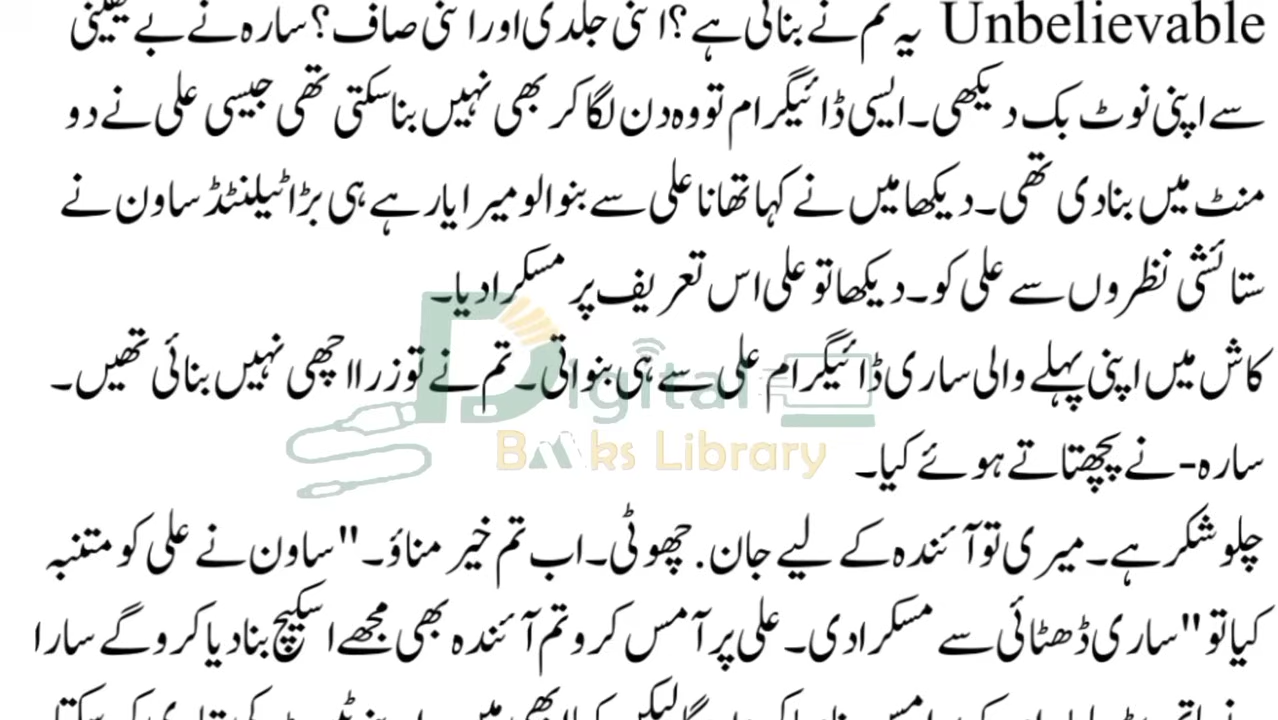 Unbelievable یہ تم نے بنائی ہے ؟ اتنی جلدی اور اتنی صاف ؟ سارہ نے بے یقینی
سے اپنی نوٹ بک دیکھی۔ ایسی ڈائیگرام تو وہ دن لگا کر بھی نہیں بنا سکتی تھی جیسی علی نے دو
منٹ میں بنادی تھی۔ دیکھا میں نے کہا تھا نا علی سے بنوا لو میرا یار ہے ہی بڑا ٹیلنٹڈ ساون نے
ستائشی نظروں سے علی کو۔ دیکھا تو علی اس تعریف پر مسکرا دیا۔
کاش میں اپنی پہلے والی ساری ڈائیگرام علی سے ہی بنواتی۔ تم نے تو زرا اچھی نہیں بنائی تھیں۔
سارہ-نے پچھتاتے ہوئے کیا۔
چلو شکر ہے۔ میری تو آئندہ کے لیے جان. چھوٹی۔ اب تم خیر مناؤ۔" ساون نے علی کو متنبہ
کیا تو "ساری ڈھٹائی سے مسکرا دی۔ علی پر آمس کرو تم آئندہ بھی مجھے اسکیچ بنا دیا کرو گے سارا
Digital
Books Library